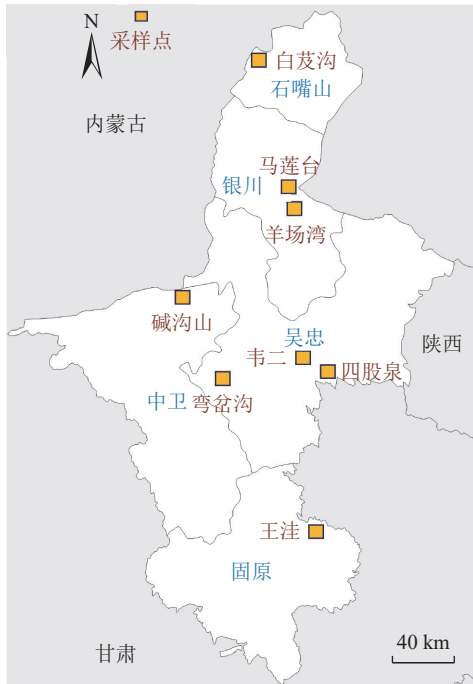 N
采样点
白芨沟
石嘴山
内蒙古
马莲台
银川
羊场湾
碱沟山
吴忠
陕西
韦二
四股泉
中卫
弯岔沟
王洼
固原
甘肃
40 km